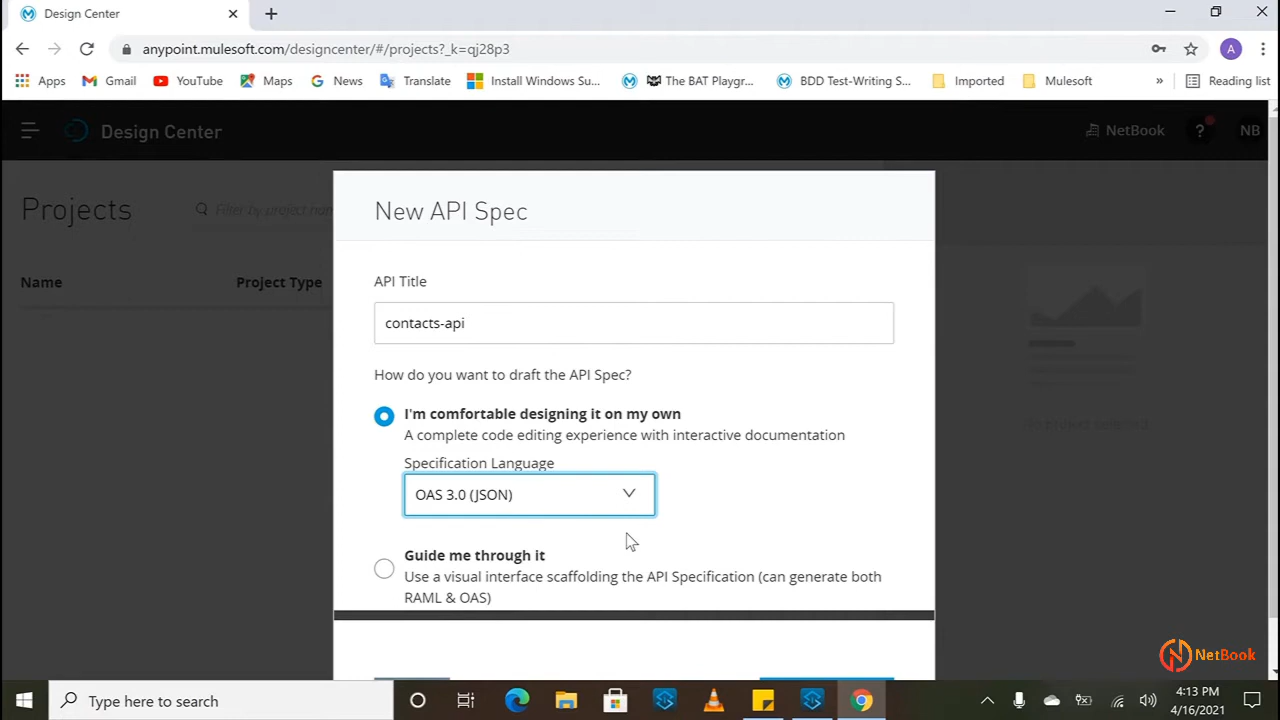 Design Center
anypoint.mulesoft.com/designcenter/#/projects?_k=qj28p3
A
Apps
Gmail
YouTube
Maps
News
Translate
Install Windows Su...
The BAT Playgr...
BDD Test-Writing S...
Imported
Mulesoft
»
Reading list
Design Center
NetBook
?
NB
Projects
Filter by project nam
Name
Project Type
New API Spec
API Title
contacts-api
How do you want to draft the API Spec?
I'm comfortable designing it on my own
A complete code editing experience with interactive documentation
Specification Language
OAS 3.0 (JSON)
Guide me through it
Use a visual interface scaffolding the API Specification (can generate both
RAML & OAS)
NetBook
Type here to search
4:13 PM
4/16/2021